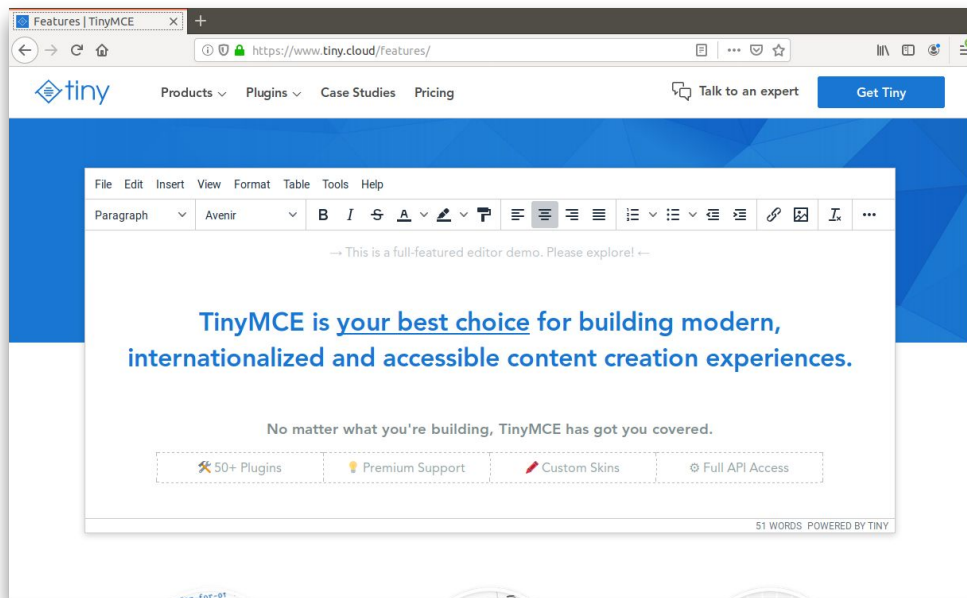 Features | TinyMCE
https://www.tiny.cloud/features/
tiny Products Plugins Case Studies Pricing Talk to an expert Get Tiny
File Edit Insert View Format Table Tools Help
Paragraph Avenir B I S A
→ This is a full-featured editor demo. Please explore! ←
TinyMCE is your best choice for building modern,
internationalized and accessible content creation experiences.
No matter what you're building, TinyMCE has got you covered.
🛠 50+ Plugins 💡 Premium Support 🖍 Custom Skins ⚙ Full API Access
51 WORDS POWERED BY TINY